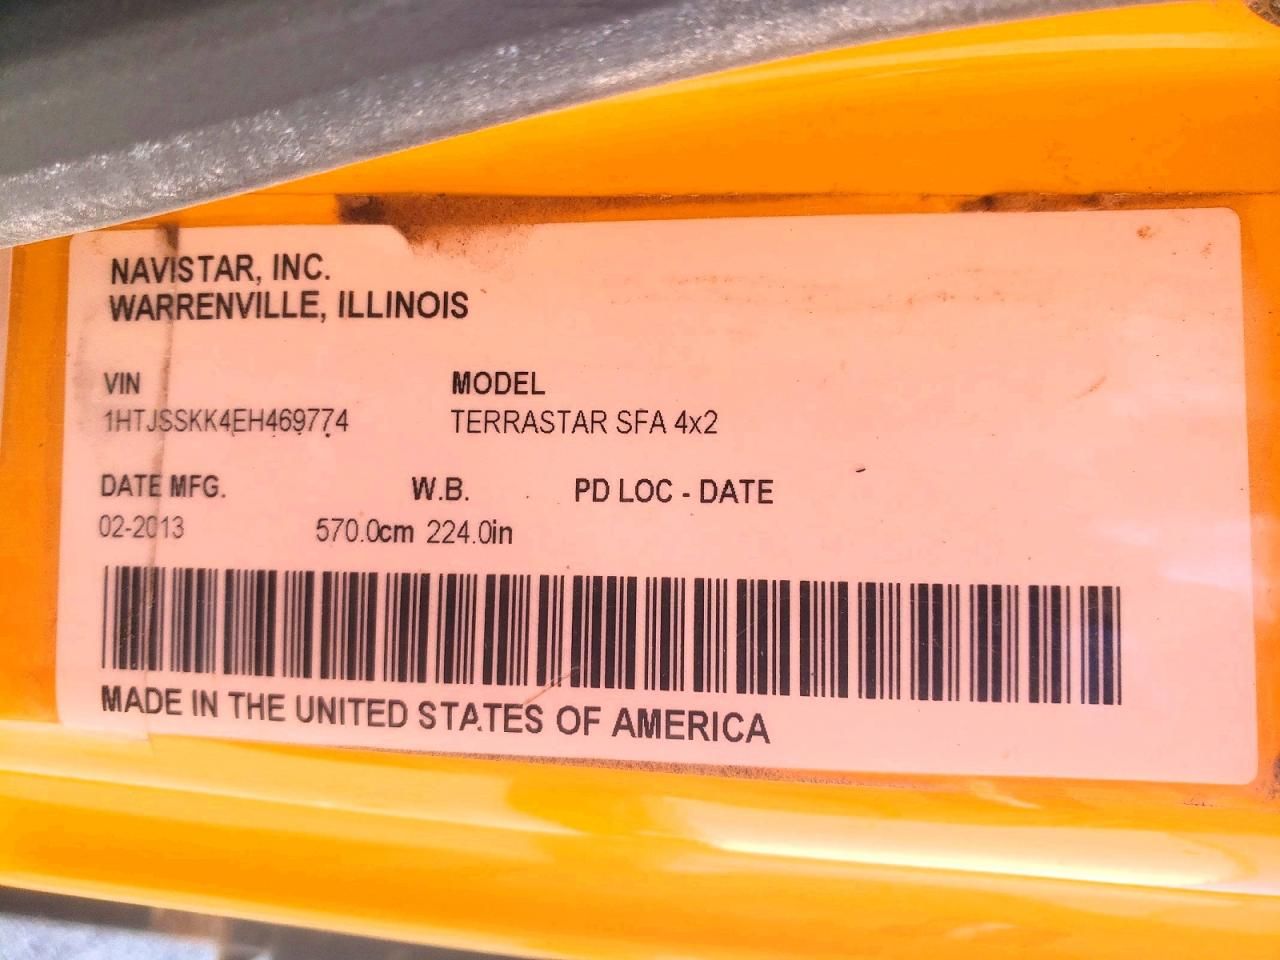 NAVISTAR, INC.
WARRENVILLE, ILLINOIS
VIN MODEL
1HTJSSKK4EH469774 TERRASTAR SFA 4x2
DATE MFG. W.B. PD LOC - DATE
02-2013 570.0cm 224.0in
MADE IN THE UNITED STATES OF AMERICA